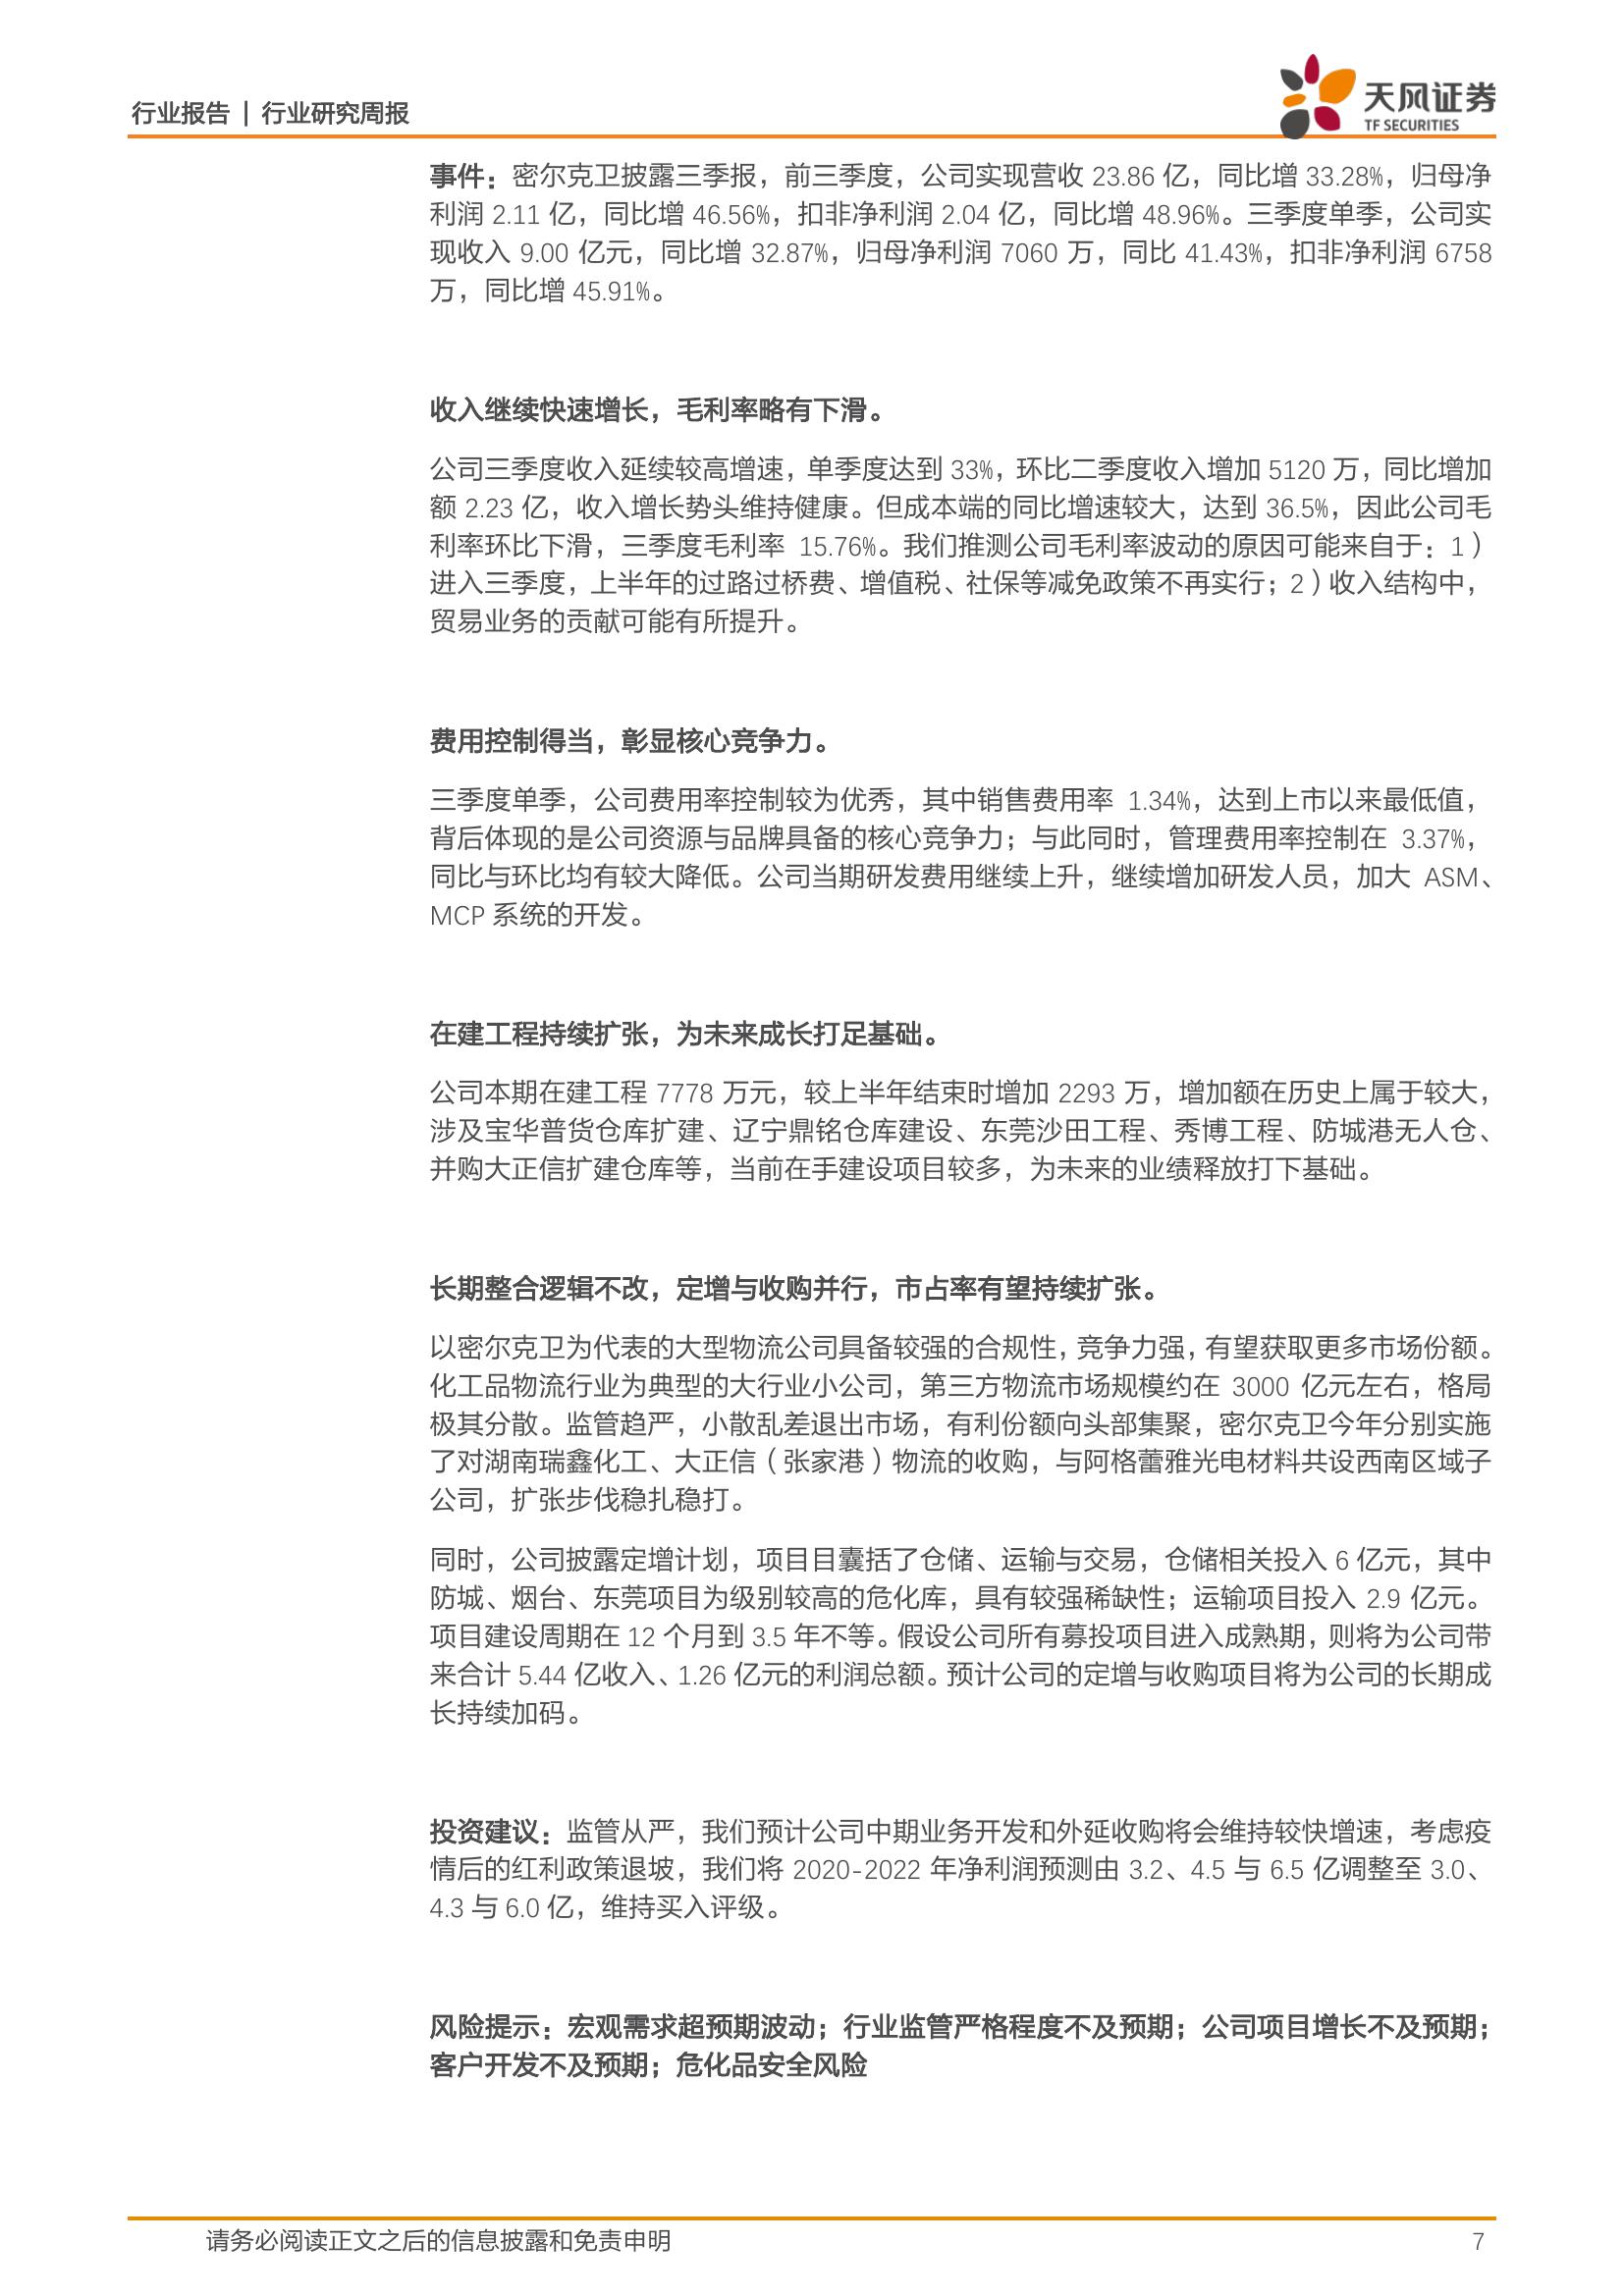 行业报告 | 行业研究周报
天风证券
TF SECURITIES
事件：密尔克卫披露三季报，前三季度，公司实现营收 23.86 亿，同比增 33.28%，归母净
利润 2.11 亿，同比增 46.56%，扣非净利润 2.04 亿，同比增 48.96%。三季度单季，公司实
现收入 9.00 亿元，同比增 32.87%，归母净利润 7060 万，同比 41.43%，扣非净利润 6758
万，同比增 45.91%。
收入继续快速增长，毛利率略有下滑。
公司三季度收入延续较高增速，单季度达到 33%，环比二季度收入增加 5120 万，同比增加
额 2.23 亿，收入增长势头维持健康。但成本端的同比增速较大，达到 36.5%，因此公司毛
利率环比下滑，三季度毛利率 15.76%。我们推测公司毛利率波动的原因可能来自于：1）
进入三季度，上半年的过路过桥费、增值税、社保等减免政策不再实行；2）收入结构中，
贸易业务的贡献可能有所提升。
费用控制得当，彰显核心竞争力。
三季度单季，公司费用率控制较为优秀，其中销售费用率 1.34%，达到上市以来最低值，
背后体现的是公司资源与品牌具备的核心竞争力；与此同时，管理费用率控制在 3.37%，
同比与环比均有较大降低。公司当期研发费用继续上升，继续增加研发人员，加大 ASM、
MCP 系统的开发。
在建工程持续扩张，为未来成长打足基础。
公司本期在建工程 7778 万元，较上半年结束时增加 2293 万，增加额在历史上属于较大，
涉及宝华普货仓库扩建、辽宁鼎铭仓库建设、东莞沙田工程、秀博工程、防城港无人仓、
并购大正信扩建仓库等，当前在手建设项目较多，为未来的业绩释放打下基础。
长期整合逻辑不改，定增与收购并行，市占率有望持续扩张。
以密尔克卫为代表的大型物流公司具备较强的合规性，竞争力强，有望获取更多市场份额。
化工品物流行业为典型的大行业小公司，第三方物流市场规模约在 3000 亿元左右，格局
极其分散。监管趋严，小散乱差退出市场，有利份额向头部集聚，密尔克卫今年分别实施
了对湖南瑞鑫化工、大正信（张家港）物流的收购，与阿格蕾雅光电材料共设西南区域子
公司，扩张步伐稳扎稳打。
同时，公司披露定增计划，项目目囊括了仓储、运输与交易，仓储相关投入 6 亿元，其中
防城、烟台、东莞项目为级别较高的危化库，具有较强稀缺性；运输项目投入 2.9 亿元。
项目建设周期在 12 个月到 3.5 年不等。假设公司所有募投项目进入成熟期，则将为公司带
来合计 5.44 亿收入、1.26 亿元的利润总额。预计公司的定增与收购项目将为公司的长期成
长持续加码。
投资建议：监管从严，我们预计公司中期业务开发和外延收购将会维持较快增速，考虑疫
情后的红利政策退坡，我们将 2020-2022 年净利润预测由 3.2、4.5 与 6.5 亿调整至 3.0、
4.3 与 6.0 亿，维持买入评级。
风险提示：宏观需求超预期波动；行业监管严格程度不及预期；公司项目增长不及预期；
客户开发不及预期；危化品安全风险
请务必阅读正文之后的信息披露和免责申明
7